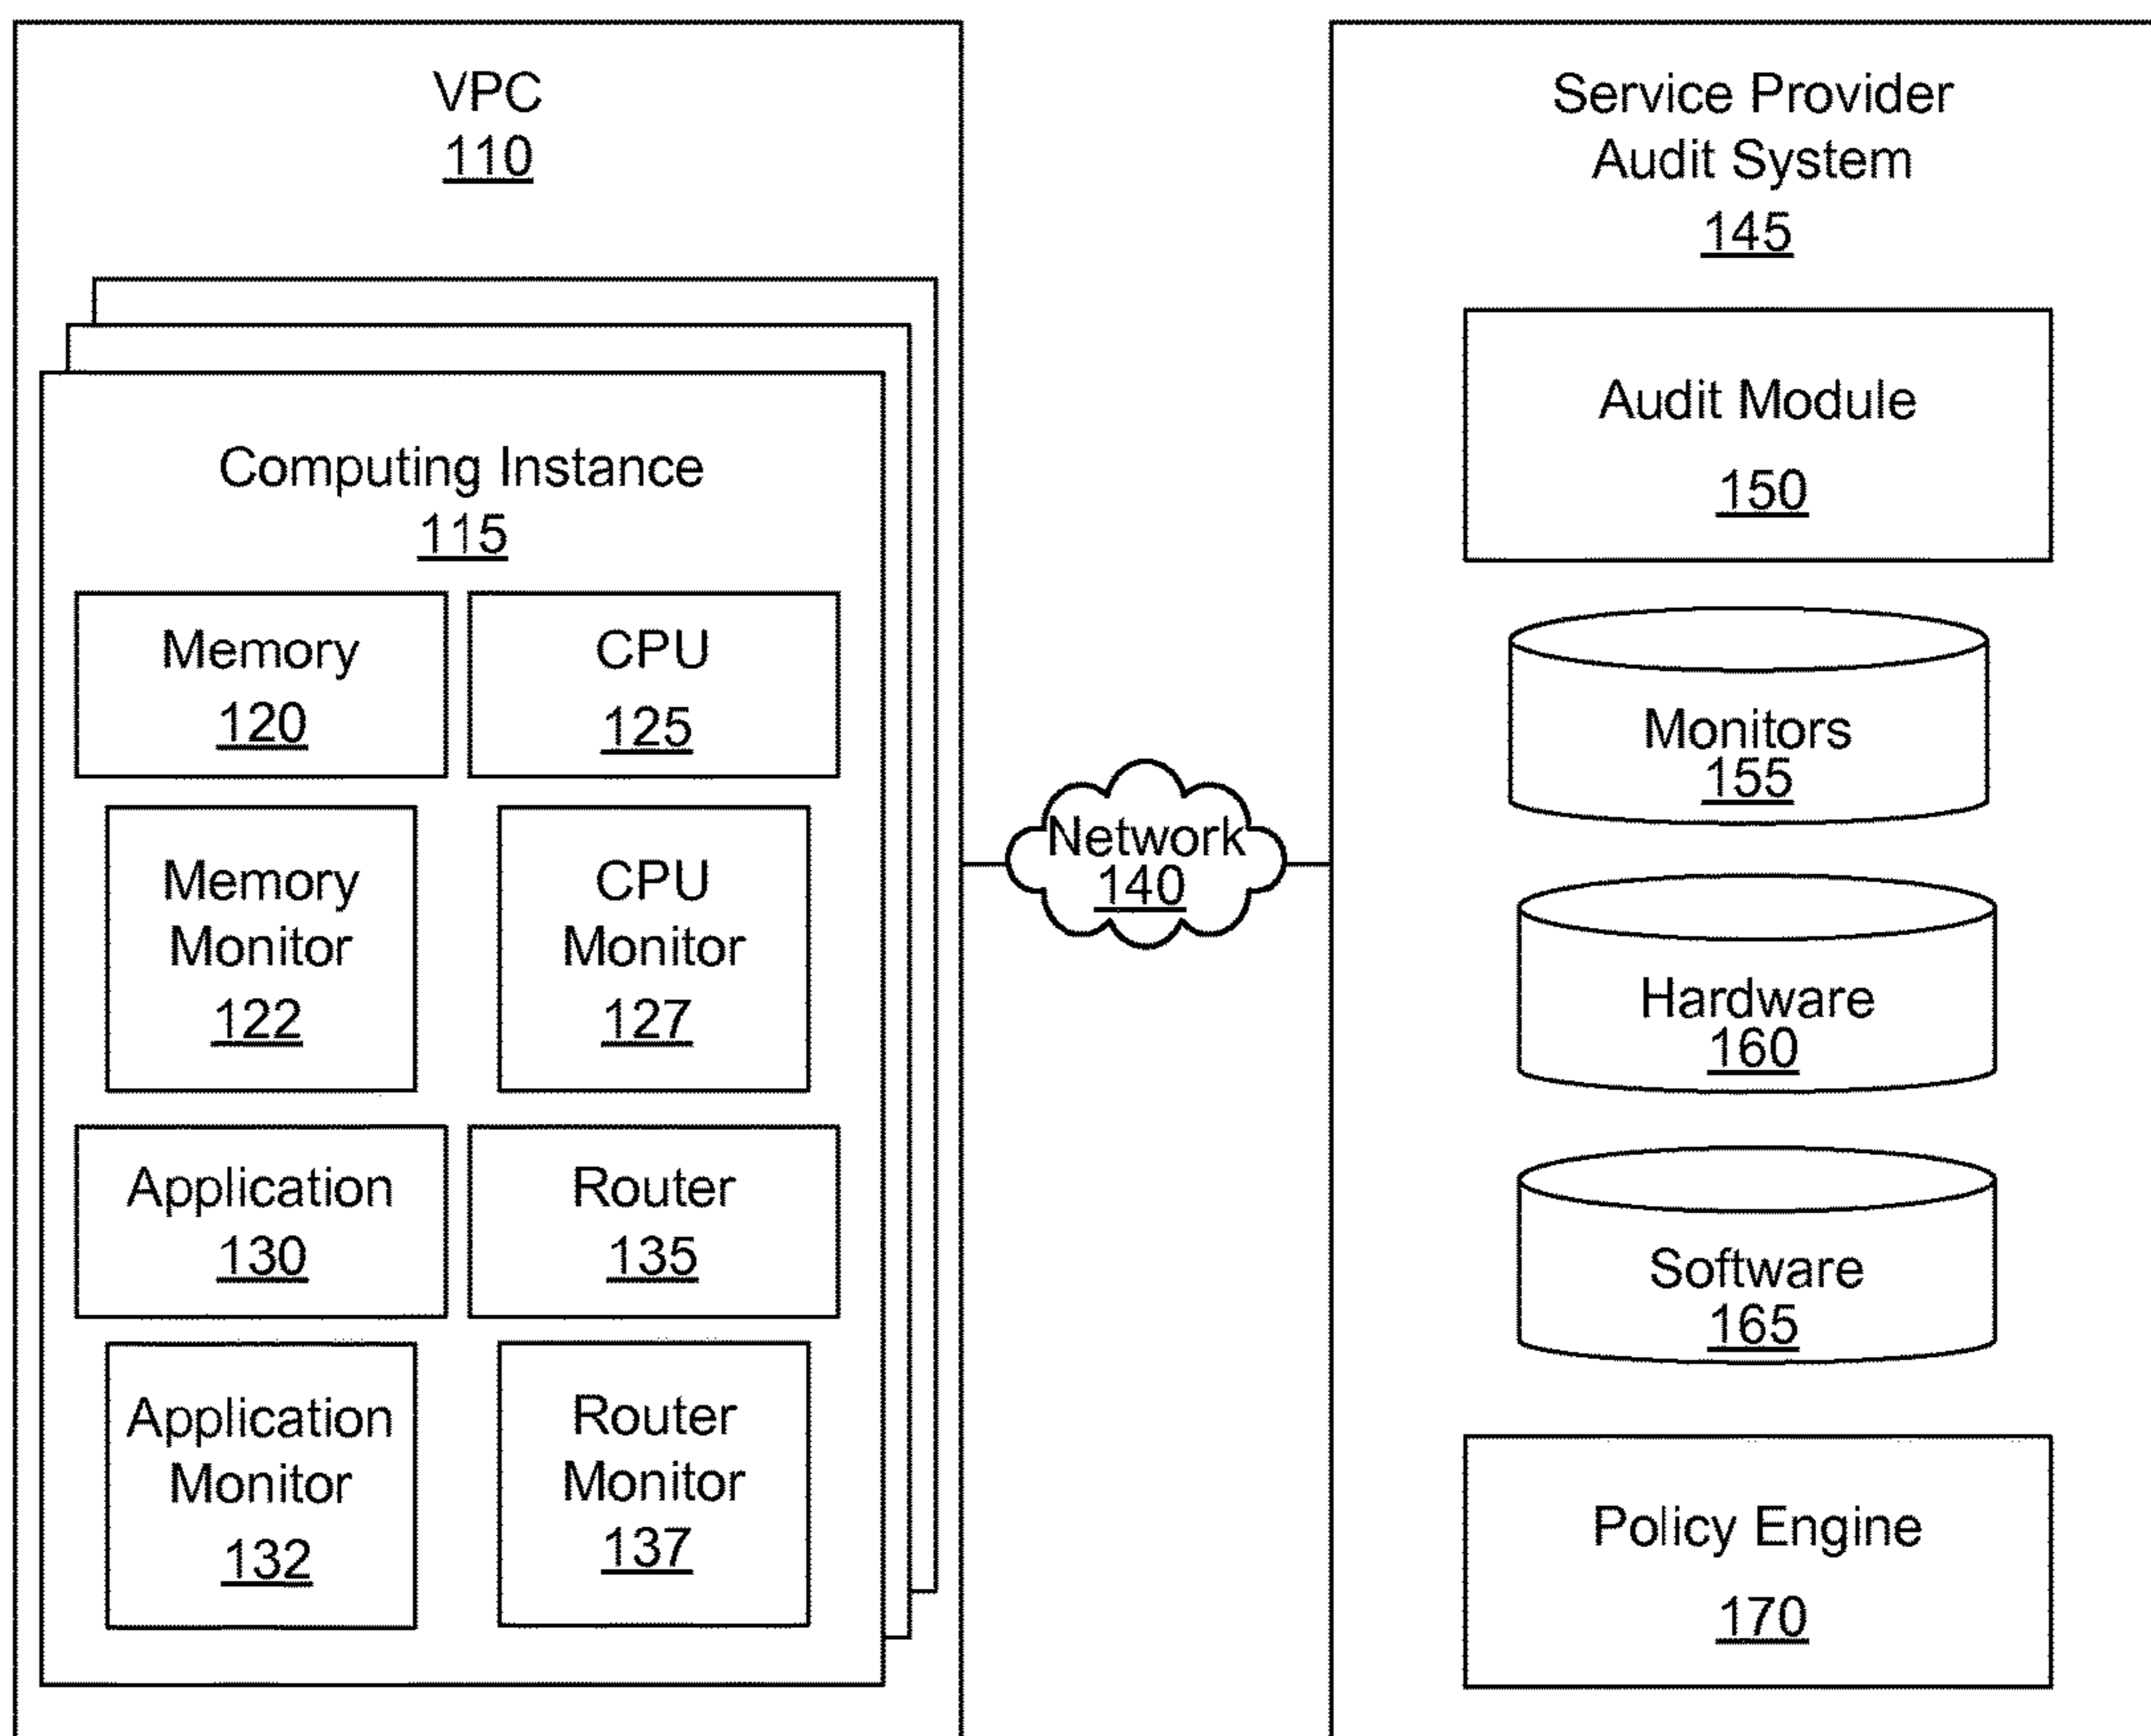 VPC
110
Computing Instance
115
Memory
120
CPU
125
Memory
Monitor
122
CPU
Monitor
127
Application
130
Router
135
Application
Monitor
132
Router
Monitor
137
Network
140
Service Provider
Audit System
145
Audit Module
150
Monitors
155
Hardware
160
Software
165
Policy Engine
170